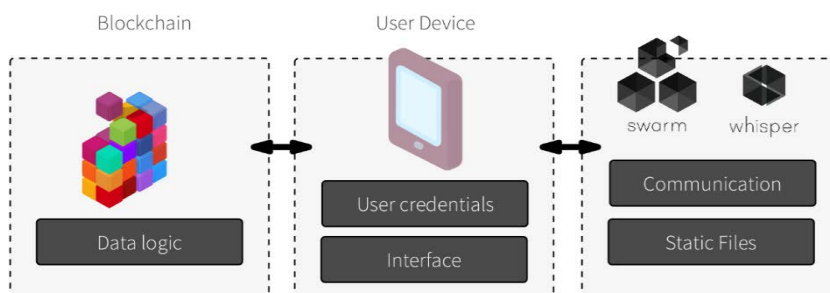 Blockchain
User Device
swarm
whisper
Data logic
User credentials
Interface
Communication
Static Files